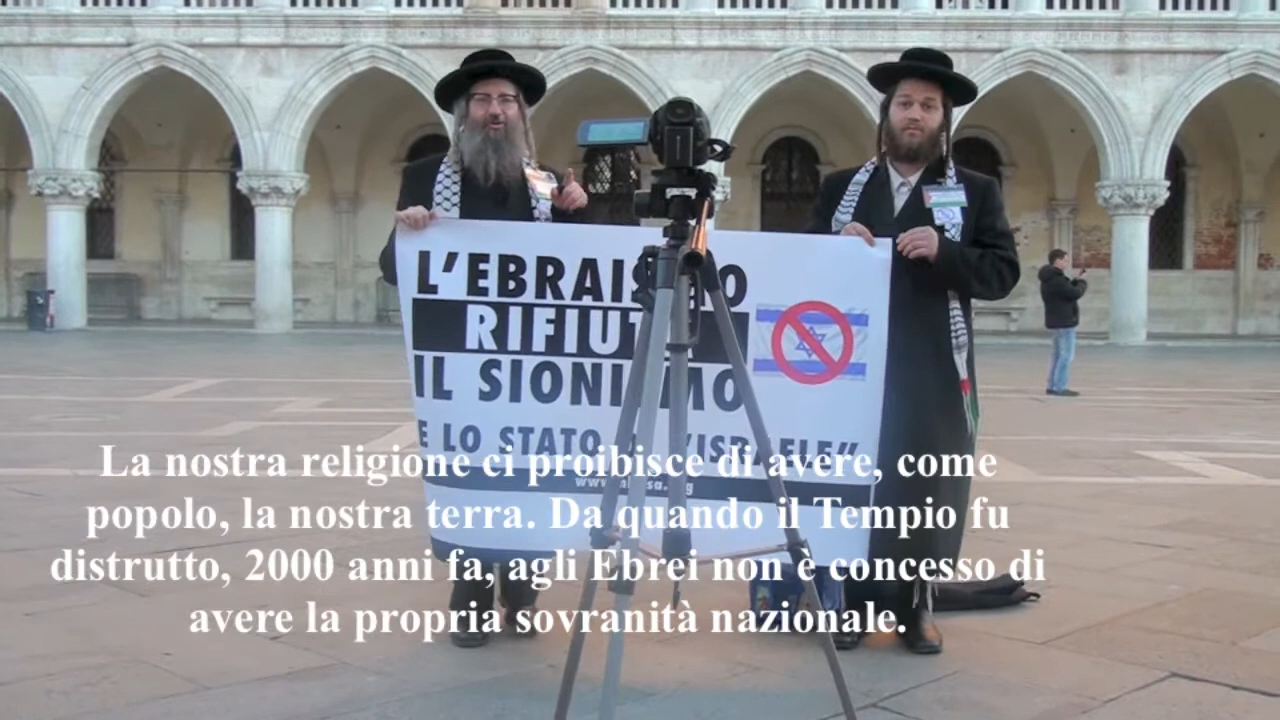 L'EBRAISMO
RIFIUTA
IL SIONISMO
E LO STATO "ISRAELE"
La nostra religione ci proibisce di avere, come
popolo, la nostra terra. Da quando il Tempio fu
distrutto, 2000 anni fa, agli Ebrei non è concesso di
avere la propria sovranità nazionale.